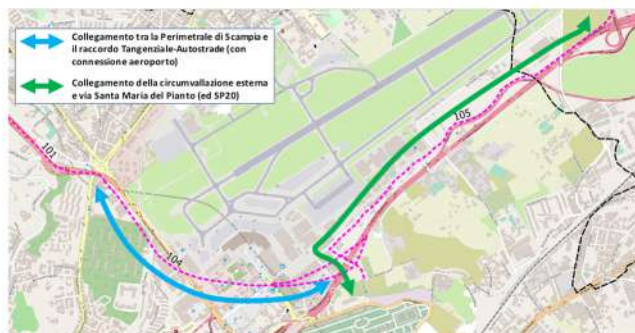 Collegamento tra la Perimetrale di Scampia e
il raccordo Tangenziale-Autostrade (con
connessione aeroporto)
Collegamento della circumvallazione esterna
e via Santa Maria del Pianto (ed SP20)
101
105
104